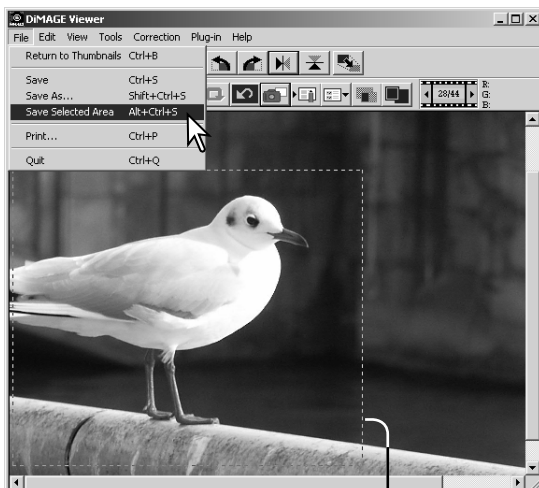 DiMAGE Viewer
File Edit View Tools Correction Plug-in Help
Return to Thumbnails Ctrl+B
Save Ctrl+S
Save As... Shift+Ctrl+S
Save Selected Area Alt+Ctrl+S
Print... Ctrl+P
Quit Ctrl+Q
28/44
R:
G:
B: